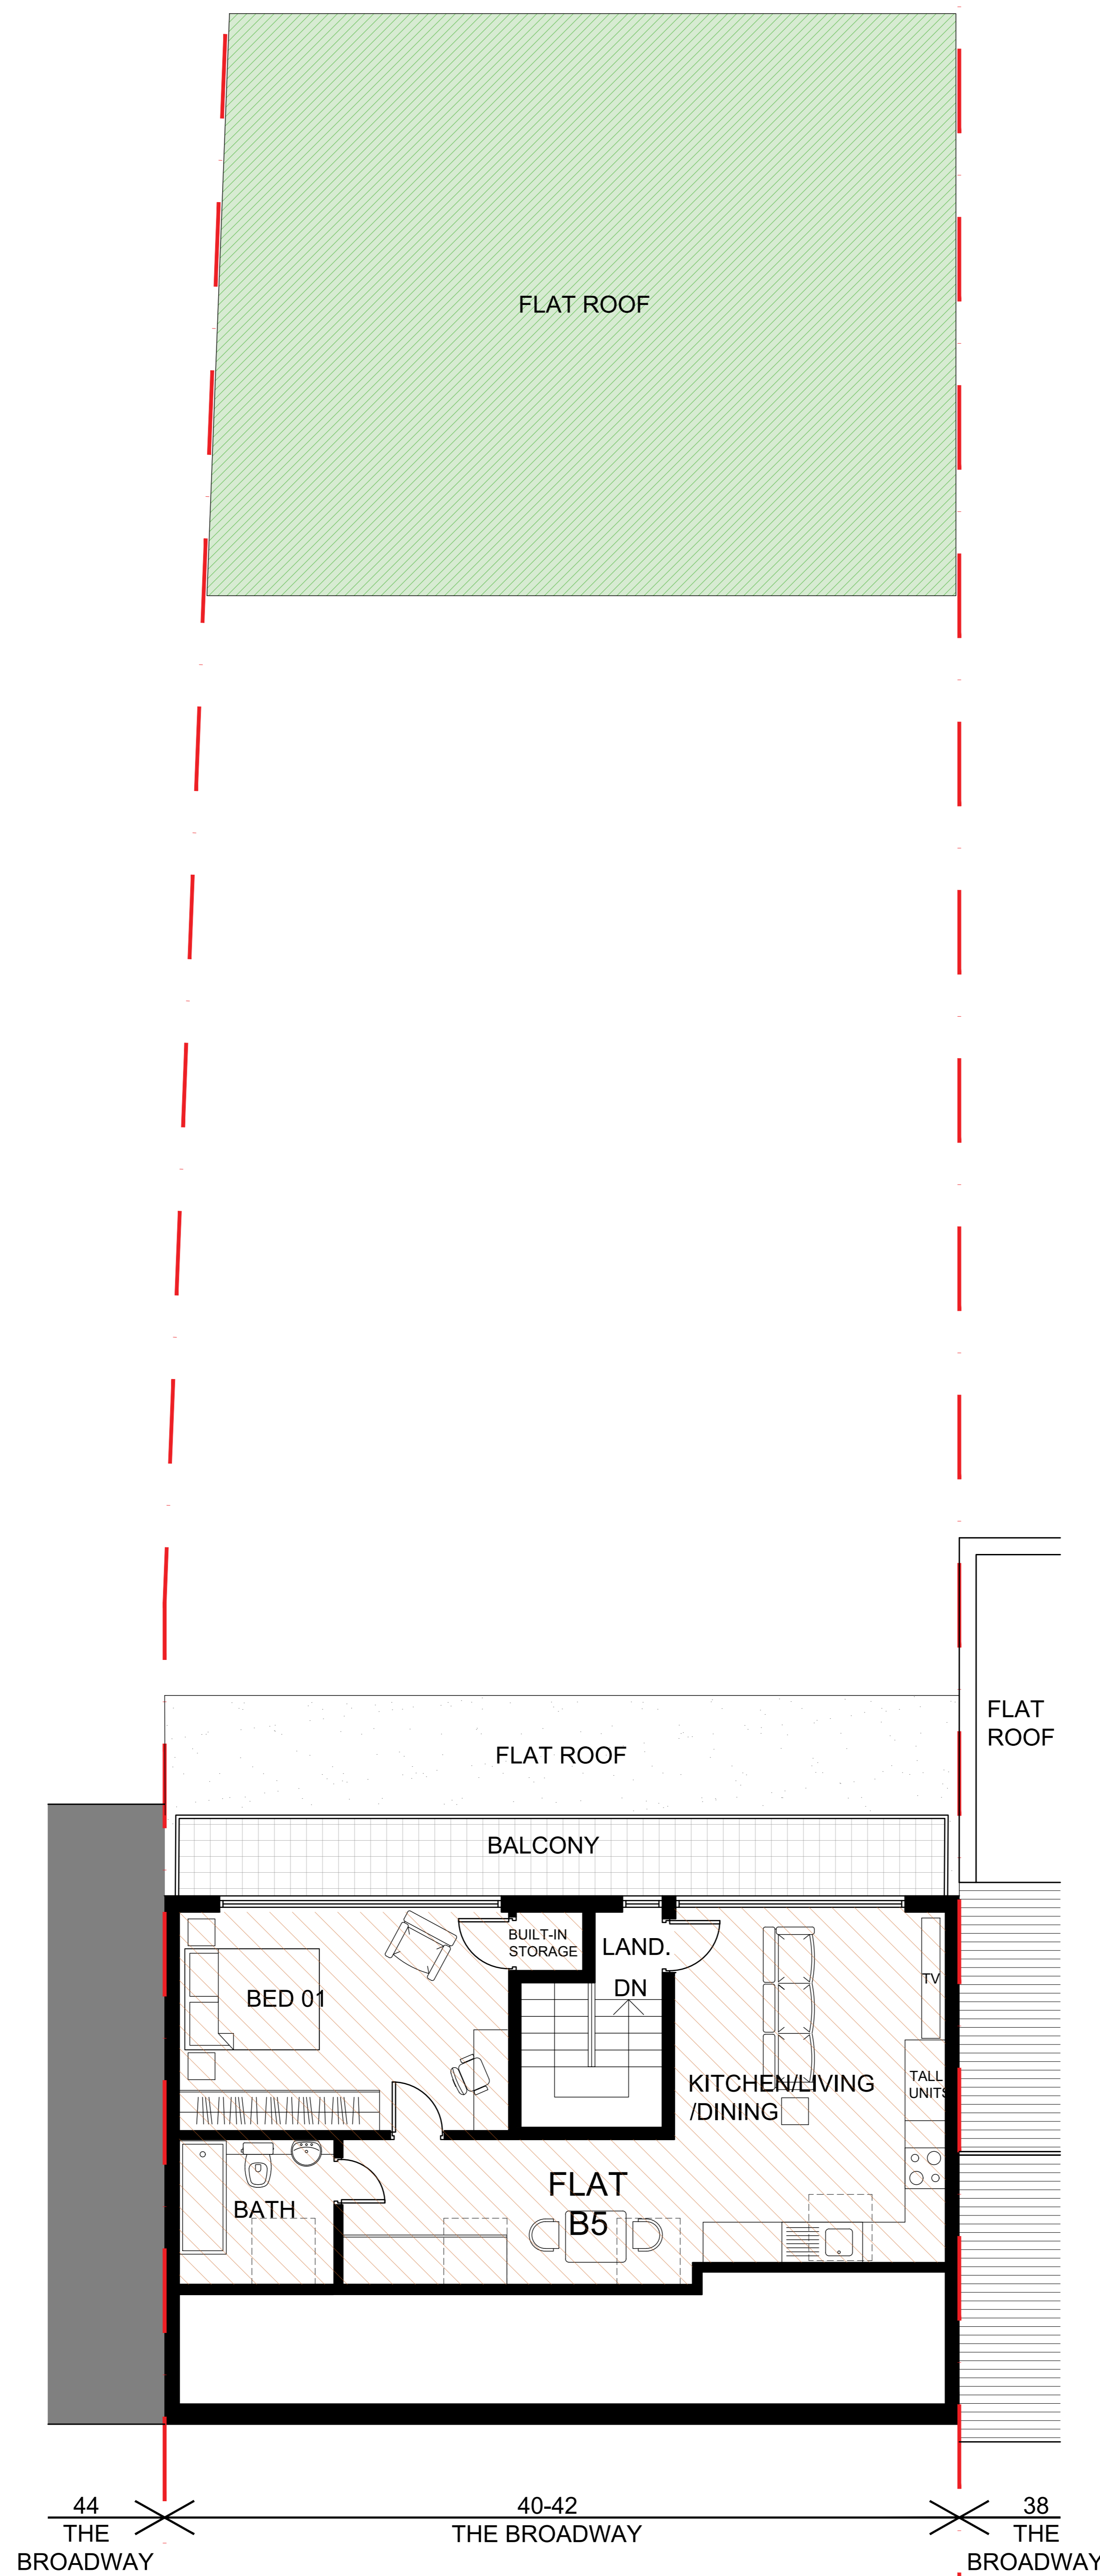 FLAT ROOF
FLAT
ROOF
FLAT ROOF
BALCONY
BUILT-IN
STORAGE
LAND.
DN
BED 01
TV
TALL
UNITS
KITCHEN/LIVING
/DINING
FLAT
B5
BATH
44
THE
BROADWAY
40-42
THE BROADWAY
38
THE
BROADWAY